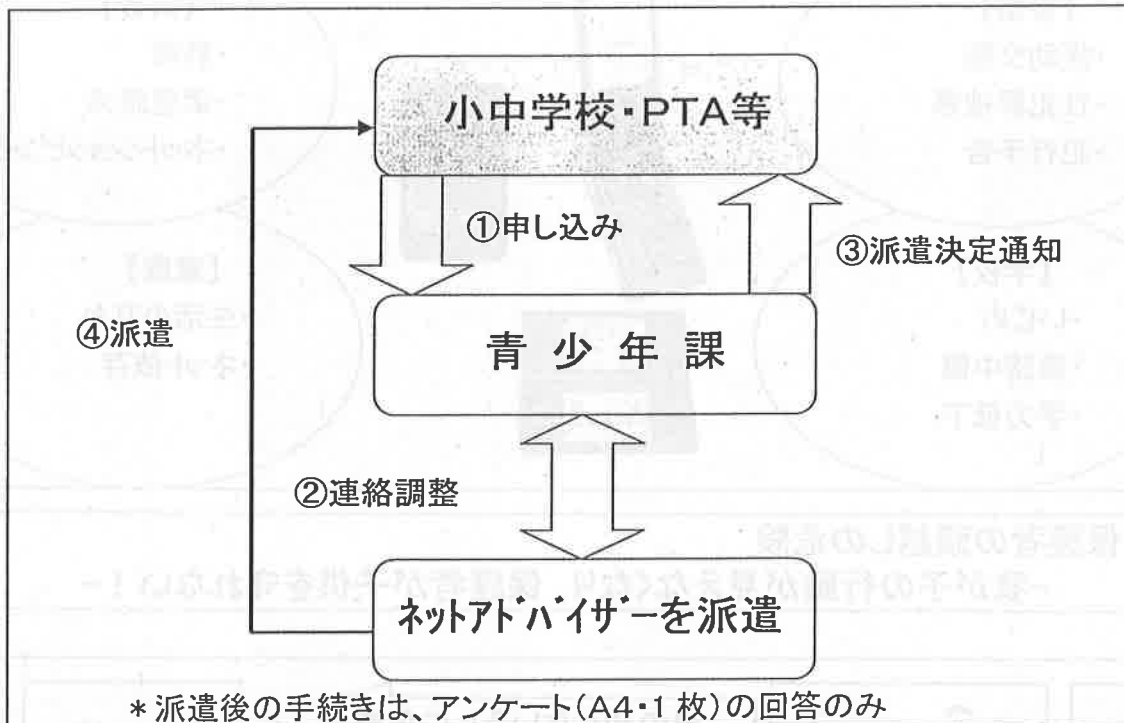 小中学校・PTA等
①申し込み
③派遣決定通知
④派遣
青少年課
②連絡調整
ネットアドバイザーを派遣
*派遣後の手続きは、アンケート(A4・1枚)の回答のみ